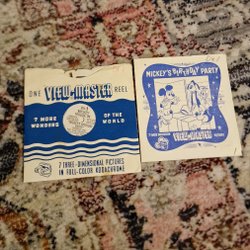 ONE VIEW-MASTER REEL
7 MORE WONDERS
OF THE WORLD
7 THREE-DIMENSIONAL PICTURES
IN FULL-COLOR KODACHROME
MICKEY'S BIRTHDAY PARTY
VIEW-MASTER
PICTURES